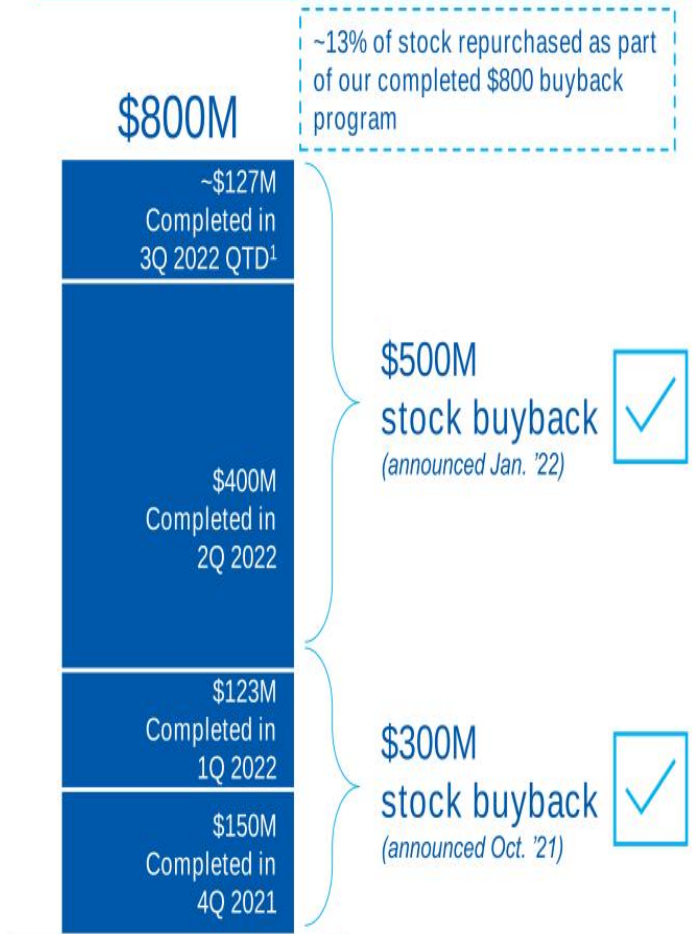 ~13% of stock repurchased as part
of our completed $800 buyback
program
$800M
~$127M
Completed in
3Q 2022 QTD¹
$500M
stock buyback
(announced Jan. '22)
$400M
Completed in
2Q 2022
$123M
Completed in
1Q 2022
$300M
stock buyback
(announced Oct. '21)
$150M
Completed in
4Q 2021